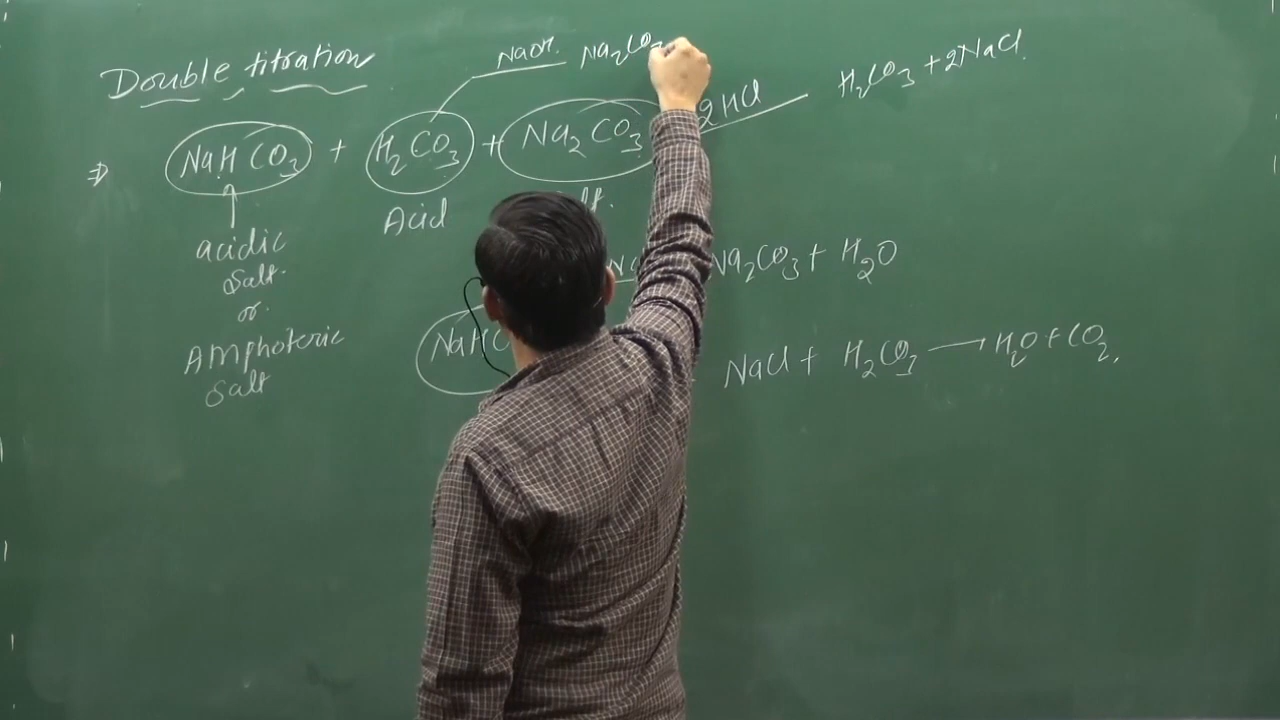 Double titration
NaOH. Na₂CO₃
⇒ NaHCO₃ + H₂CO₃ + Na₂CO₃ 2HCl H₂CO₃ + 2NaCl.
Acid
acidic
salt.
or.
Amphoteric
salt
Na₂CO₃ + H₂O
NaHC
NaCl + H₂CO₃ → H₂O + CO₂.